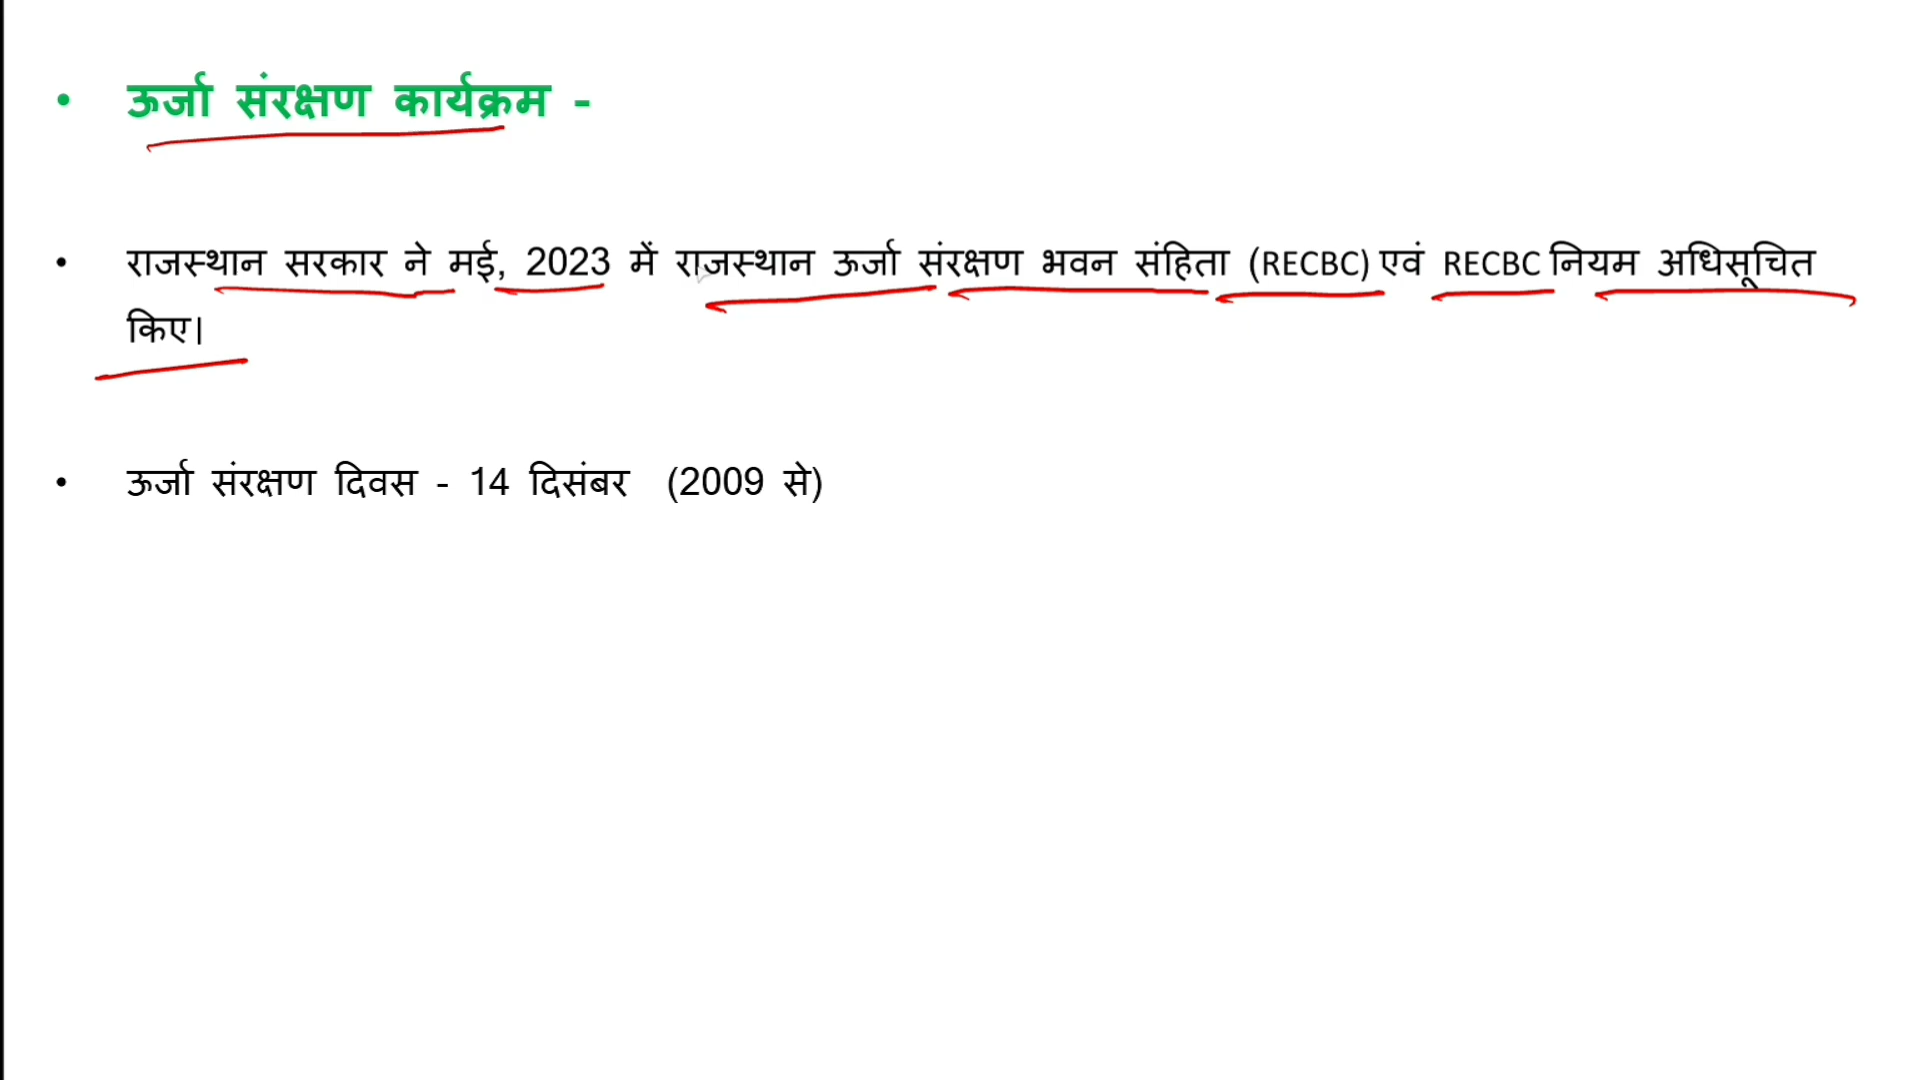 • ऊर्जा संरक्षण कार्यक्रम -
• राजस्थान सरकार ने मई, 2023 में राजस्थान ऊर्जा संरक्षण भवन संहिता (RECBC) एवं RECBC नियम अधिसूचित
किए।
• ऊर्जा संरक्षण दिवस - 14 दिसंबर (2009 से)